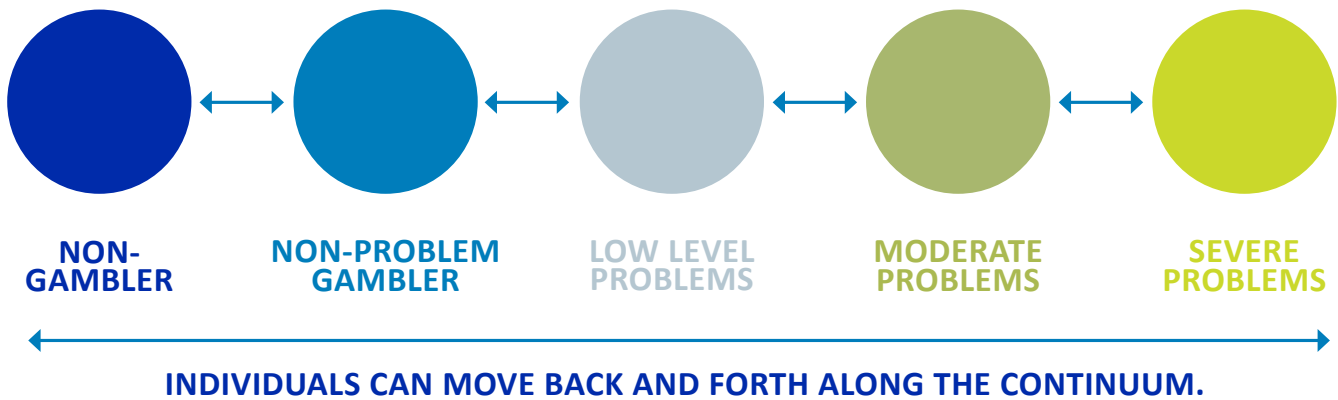 NON-
GAMBLER
NON-PROBLEM
GAMBLER
LOW LEVEL
PROBLEMS
MODERATE
PROBLEMS
SEVERE
PROBLEMS
INDIVIDUALS CAN MOVE BACK AND FORTH ALONG THE CONTINUUM.